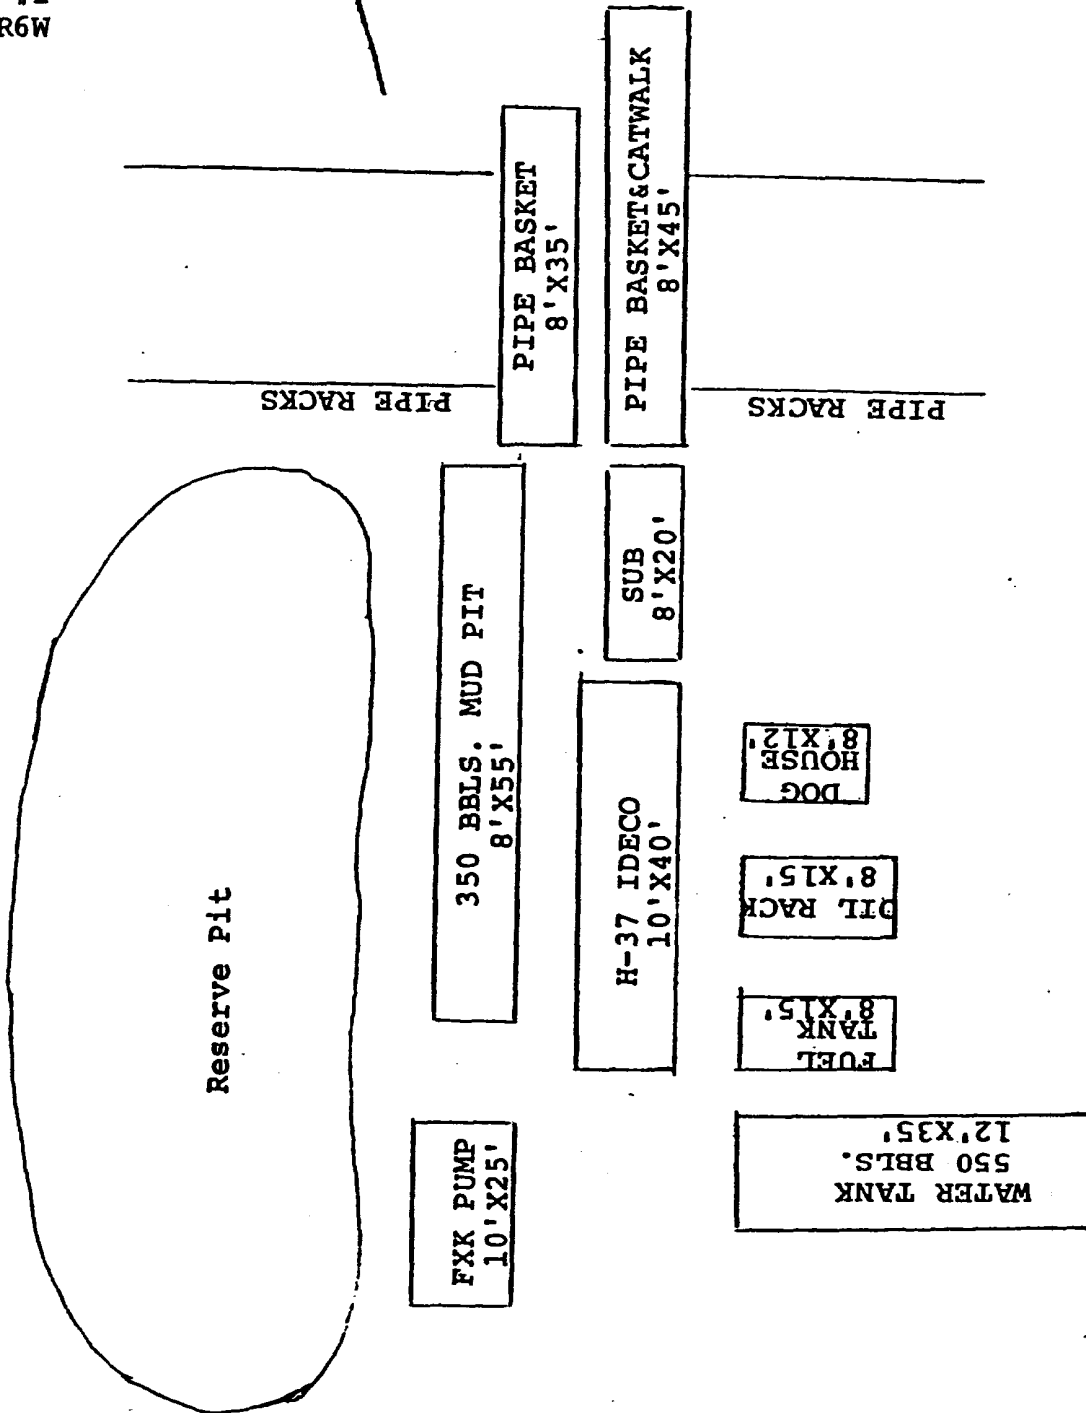 R6W
PIPE BASKET
8'X35'
PIPE BASKET&CATWALK
8'X45'
PIPE RACKS
PIPE RACKS
350 BBLS. MUD PIT
8'X55'
SUB
8'X20'
H-37 IDECO
10'X40'
DOG
HOUSE
8'X12'
OIL RACK
8'X15'
FUEL
TANK
8'X15'
WATER TANK
550 BBLS.
12'X35'
FXK PUMP
10'X25'
Reserve Pit